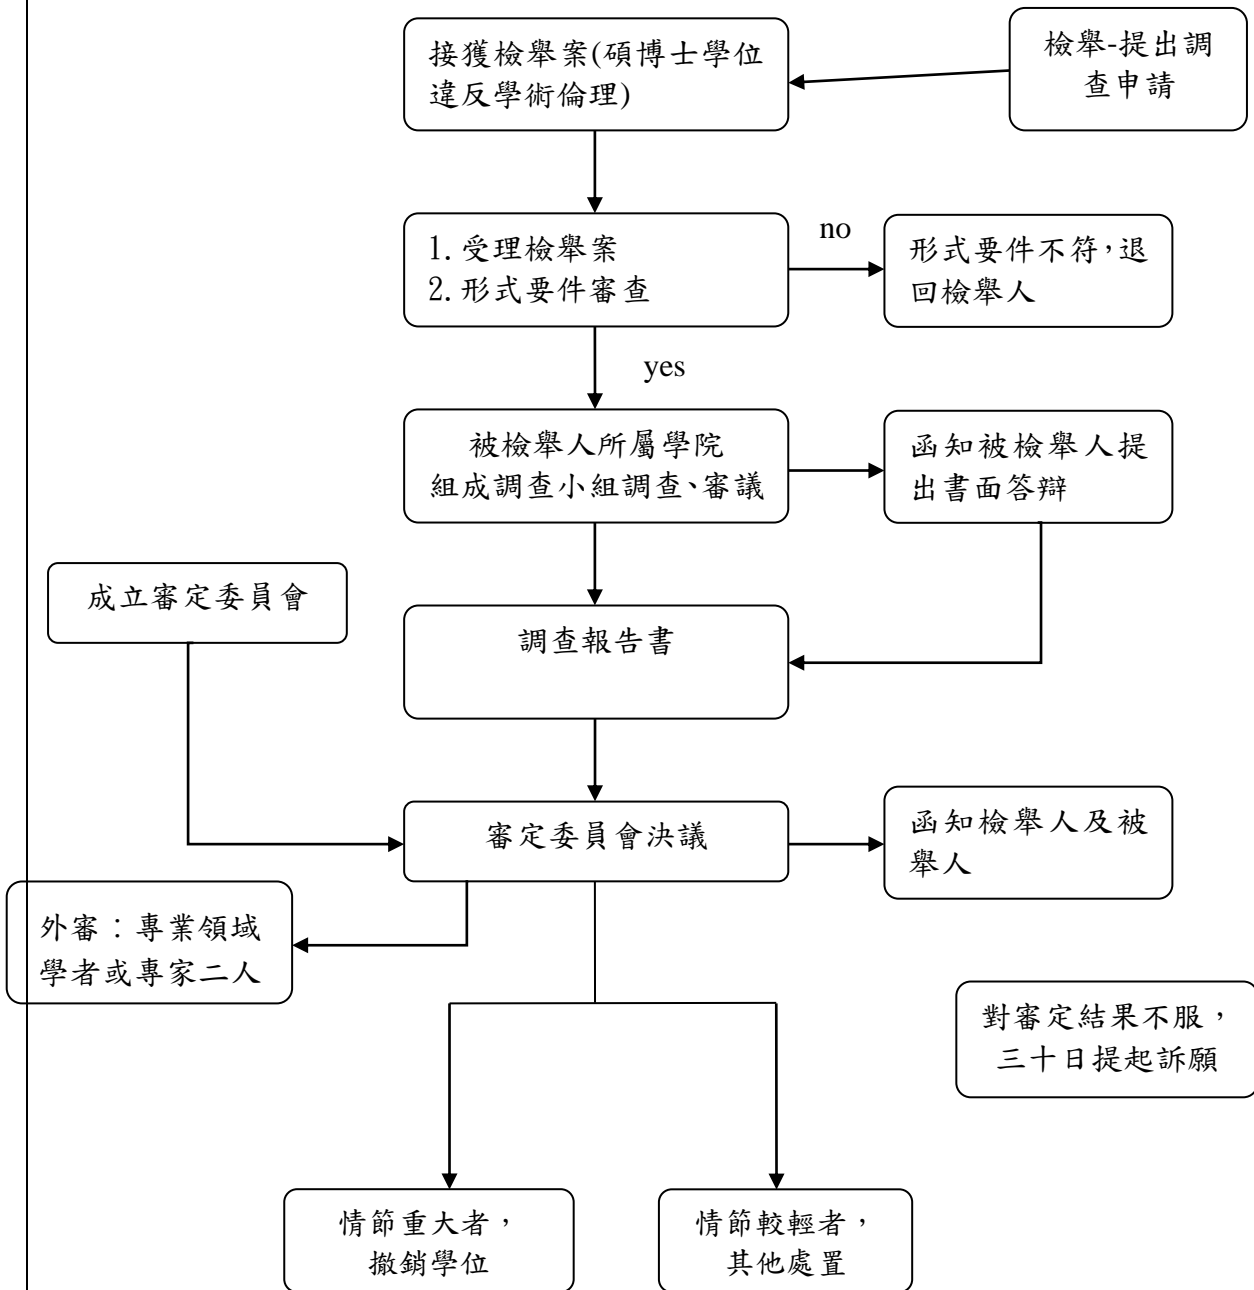 接獲檢舉案(碩博士學位
違反學術倫理)
檢舉-提出調
查申請
1. 受理檢舉案
2. 形式要件審查
no
形式要件不符，退
回檢舉人
yes
被檢舉人所屬學院
組成調查小組調查、審議
函知被檢舉人提
出書面答辯
成立審定委員會
調查報告書
審定委員會決議
函知檢舉人及被
舉人
外審：專業領域
學者或專家二人
對審定結果不服，
三十日提起訴願
情節重大者，
撤銷學位
情節較輕者，
其他處置